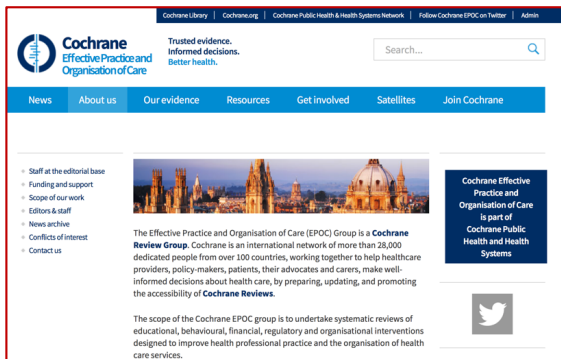 Cochrane Library | Cochrane.org | Cochrane Public Health & Health Systems Network | Follow Cochrane EPOC on Twitter | Admin
Cochrane
Effective Practice and
Organisation of Care
Trusted evidence.
Informed decisions.
Better health.
Search...
News About us Our evidence Resources Get involved Satellites Join Cochrane
Staff at the editorial base
Funding and support
Scope of our work
Editors & staff
News archive
Conflicts of interest
Contact us
The Effective Practice and Organisation of Care (EPOC) Group is a Cochrane
Review Group. Cochrane is an international network of more than 28,000
dedicated people from over 100 countries, working together to help healthcare
providers, policy-makers, patients, their advocates and carers, make well-
informed decisions about health care, by preparing, updating, and promoting
the accessibility of Cochrane Reviews.
The scope of the Cochrane EPOC group is to undertake systematic reviews of
educational, behavioural, financial, regulatory and organisational interventions
designed to improve health professional practice and the organisation of health
care services.
Cochrane Effective
Practice and
Organisation of Care
is part of
Cochrane Public
Health and Health
Systems